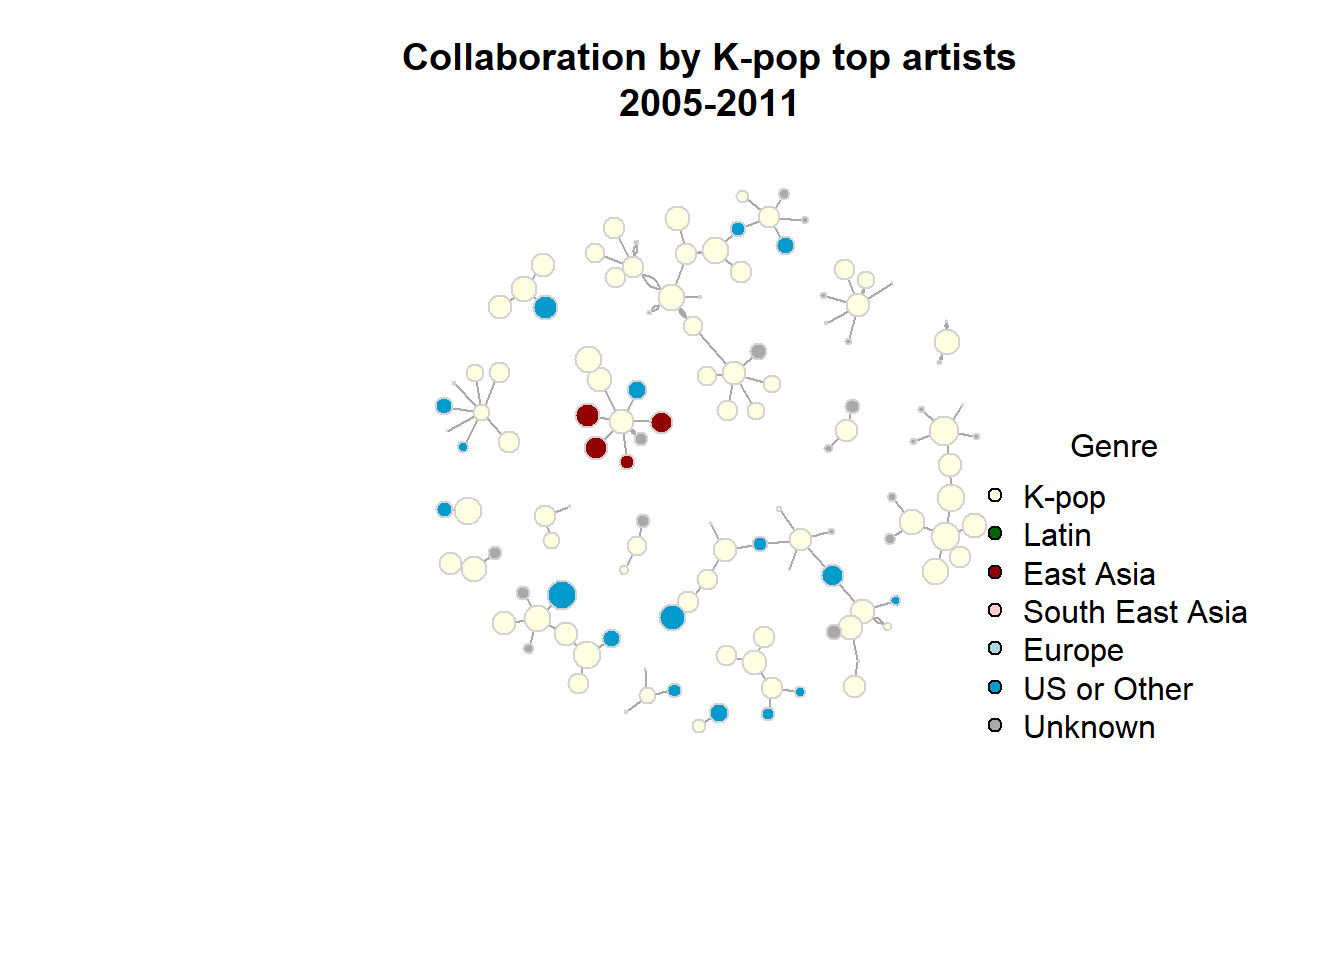 Collaboration by K-pop top artists
2005-2011
Genre
K-pop
Latin
East Asia
South East Asia
Europe
US or Other
Unknown